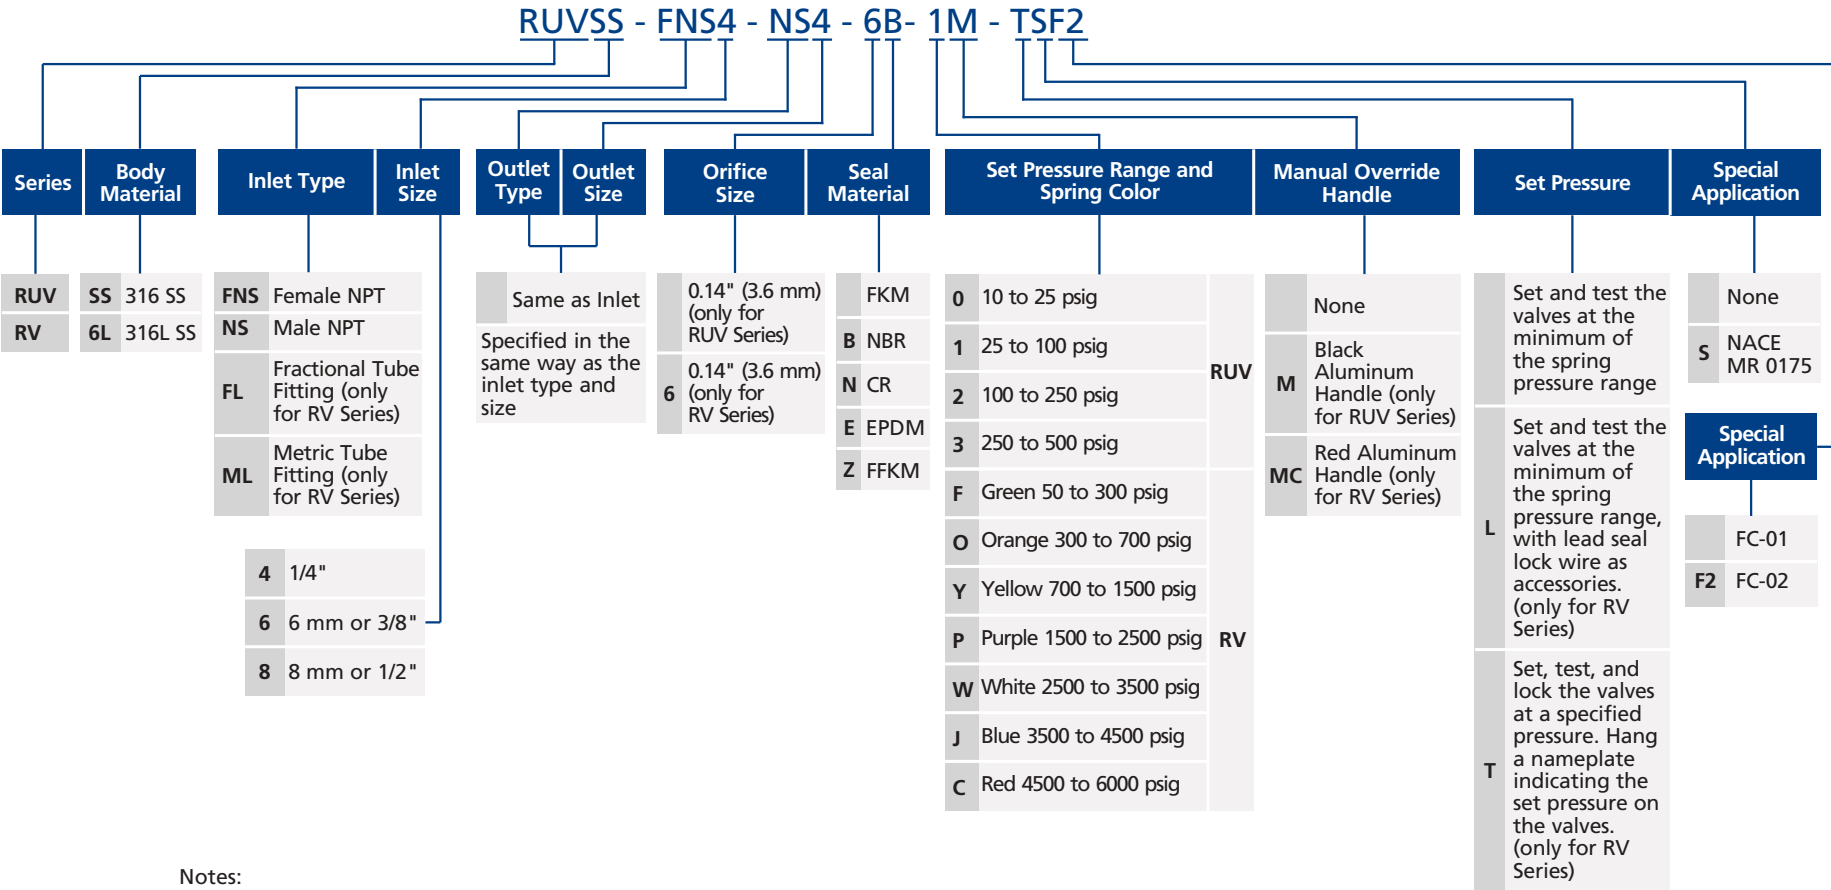 RUVSS - FNS4 - NS4 - 6B- 1M - TSF2
Series
Body
Material
Inlet Type
Inlet
Size
Outlet
Type
Outlet
Size
Orifice
Size
Seal
Material
Set Pressure Range and
Spring Color
Manual Override
Handle
Set Pressure
Special
Application
RUV
RV
SS 316 SS
6L 316L SS
FNS Female NPT
NS Male NPT
FL Fractional Tube
Fitting (only
for RV Series)
ML Metric Tube
Fitting (only
for RV Series)
4 1/4"
6 6 mm or 3/8"
8 8 mm or 1/2"
Same as Inlet
Specified in the
same way as the
inlet type and
size
0.14" (3.6 mm)
(only for
RUV Series)
6 0.14" (3.6 mm)
(only for
RV Series)
FKM
B NBR
N CR
E EPDM
Z FFKM
0 10 to 25 psig
1 25 to 100 psig
2 100 to 250 psig
3 250 to 500 psig
RUV
F Green 50 to 300 psig
O Orange 300 to 700 psig
Y Yellow 700 to 1500 psig
P Purple 1500 to 2500 psig
W White 2500 to 3500 psig
J Blue 3500 to 4500 psig
C Red 4500 to 6000 psig
RV
None
M Black
Aluminum
Handle (only
for RUV Series)
MC Red Aluminum
Handle (only
for RV Series)
Set and test the
valves at the
minimum of
the spring
pressure range
L Set and test the
valves at the
minimum of
the spring
pressure range,
with lead seal
lock wire as
accessories.
(only for RV
Series)
T Set, test, and
lock the valves
at a specified
pressure. Hang
a nameplate
indicating the
set pressure on
the valves.
(only for RV
Series)
None
S NACE
MR 0175
Special
Application
FC-01
F2 FC-02
Notes: